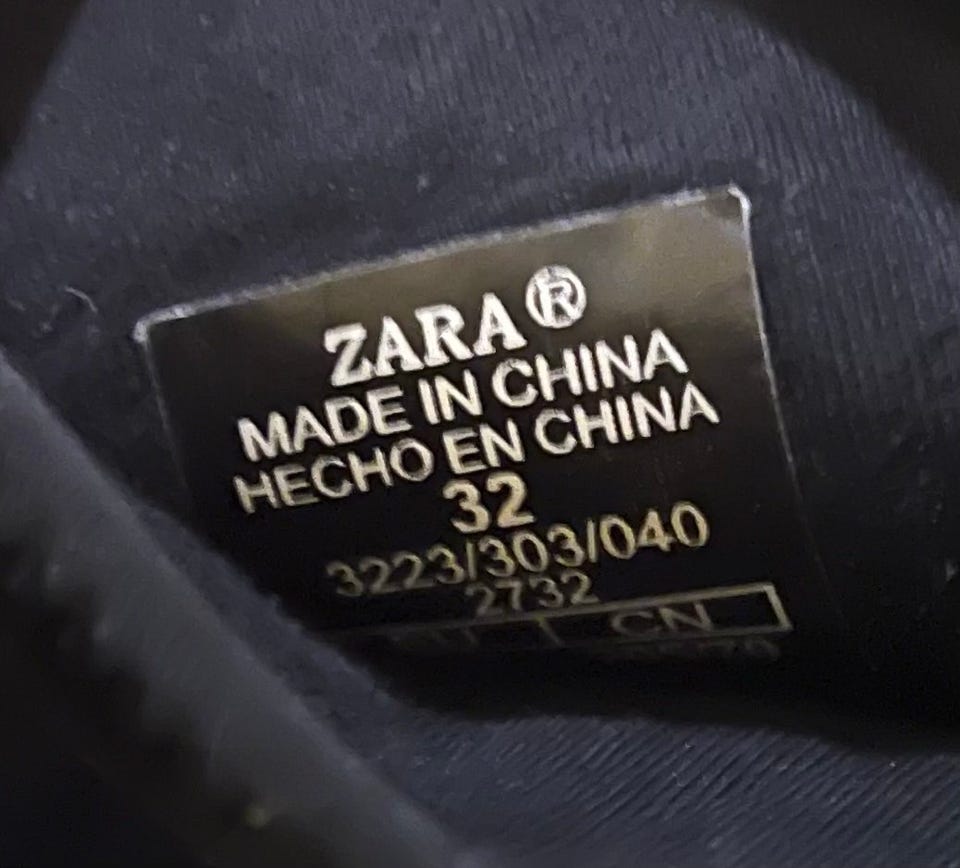 ZARA®
MADE IN CHINA
HECHO EN CHINA
32
3223/303/040
2732
CN